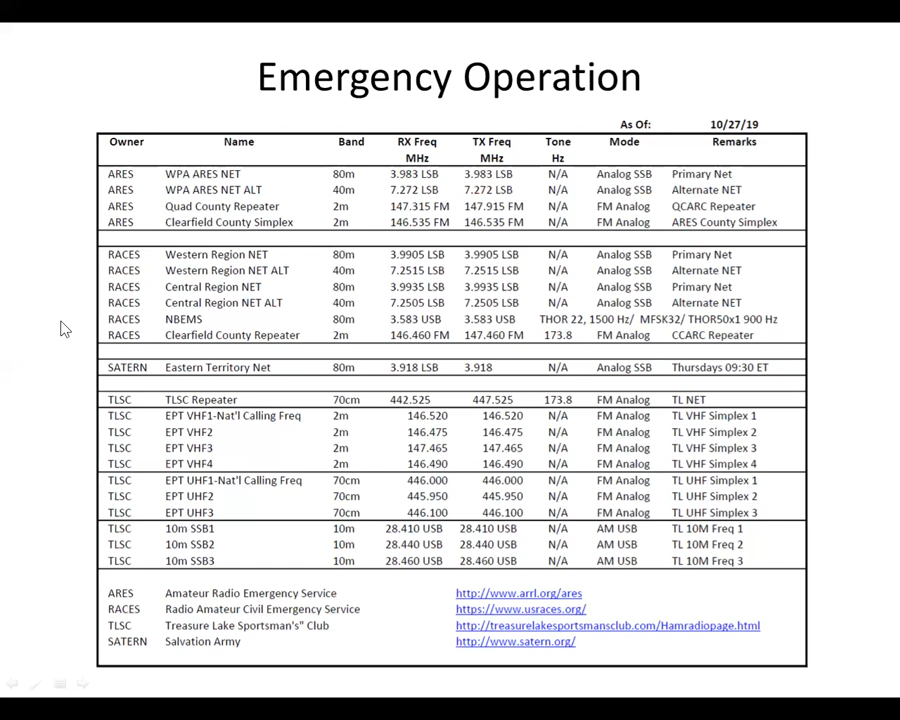 Emergency Operation
As Of: 10/27/19
Owner Name Band RX Freq TX Freq Tone Mode Remarks
MHz MHz Hz
ARES WPA ARES NET 80m 3.983 LSB 3.983 LSB N/A Analog SSB Primary Net
ARES WPA ARES NET ALT 40m 7.272 LSB 7.272 LSB N/A Analog SSB Alternate NET
ARES Quad County Repeater 2m 147.315 FM 147.915 FM N/A FM Analog QCARC Repeater
ARES Clearfield County Simplex 2m 146.535 FM 146.535 FM N/A FM Analog ARES County Simplex
RACES Western Region NET 80m 3.9905 LSB 3.9905 LSB N/A Analog SSB Primary Net
RACES Western Region NET ALT 40m 7.2515 LSB 7.2515 LSB N/A Analog SSB Alternate NET
RACES Central Region NET 80m 3.9935 LSB 3.9935 LSB N/A Analog SSB Primary Net
RACES Central Region NET ALT 40m 7.2505 LSB 7.2505 LSB N/A Analog SSB Alternate NET
RACES NBEMS 80m 3.583 USB 3.583 USB THOR 22, 1500 Hz/ MFSK32/ THOR50x1 900 Hz
RACES Clearfield County Repeater 2m 146.460 FM 147.460 FM 173.8 FM Analog CCARC Repeater
SATERN Eastern Territory Net 80m 3.918 LSB 3.918 N/A Analog SSB Thursdays 09:30 ET
TLSC TLSC Repeater 70cm 442.525 447.525 173.8 FM Analog TL NET
TLSC EPT VHF1-Nat'l Calling Freq 2m 146.520 146.520 N/A FM Analog TL VHF Simplex 1
TLSC EPT VHF2 2m 146.475 146.475 N/A FM Analog TL VHF Simplex 2
TLSC EPT VHF3 2m 147.465 147.465 N/A FM Analog TL VHF Simplex 3
TLSC EPT VHF4 2m 146.490 146.490 N/A FM Analog TL VHF Simplex 4
TLSC EPT UHF1-Nat'l Calling Freq 70cm 446.000 446.000 N/A FM Analog TL UHF Simplex 1
TLSC EPT UHF2 70cm 445.950 445.950 N/A FM Analog TL UHF Simplex 2
TLSC EPT UHF3 70cm 446.100 446.100 N/A FM Analog TL UHF Simplex 3
TLSC 10m SSB1 10m 28.410 USB 28.410 USB N/A AM USB TL 10M Freq 1
TLSC 10m SSB2 10m 28.440 USB 28.440 USB N/A AM USB TL 10M Freq 2
TLSC 10m SSB3 10m 28.460 USB 28.460 USB N/A AM USB TL 10M Freq 3
ARES Amateur Radio Emergency Service http://www.arrl.org/ares
RACES Radio Amateur Civil Emergency Service https://www.usraces.org/
TLSC Treasure Lake Sportsman's" Club http://treasurelakesportsmansclub.com/Hamradiopage.html
SATERN Salvation Army http://www.satern.org/